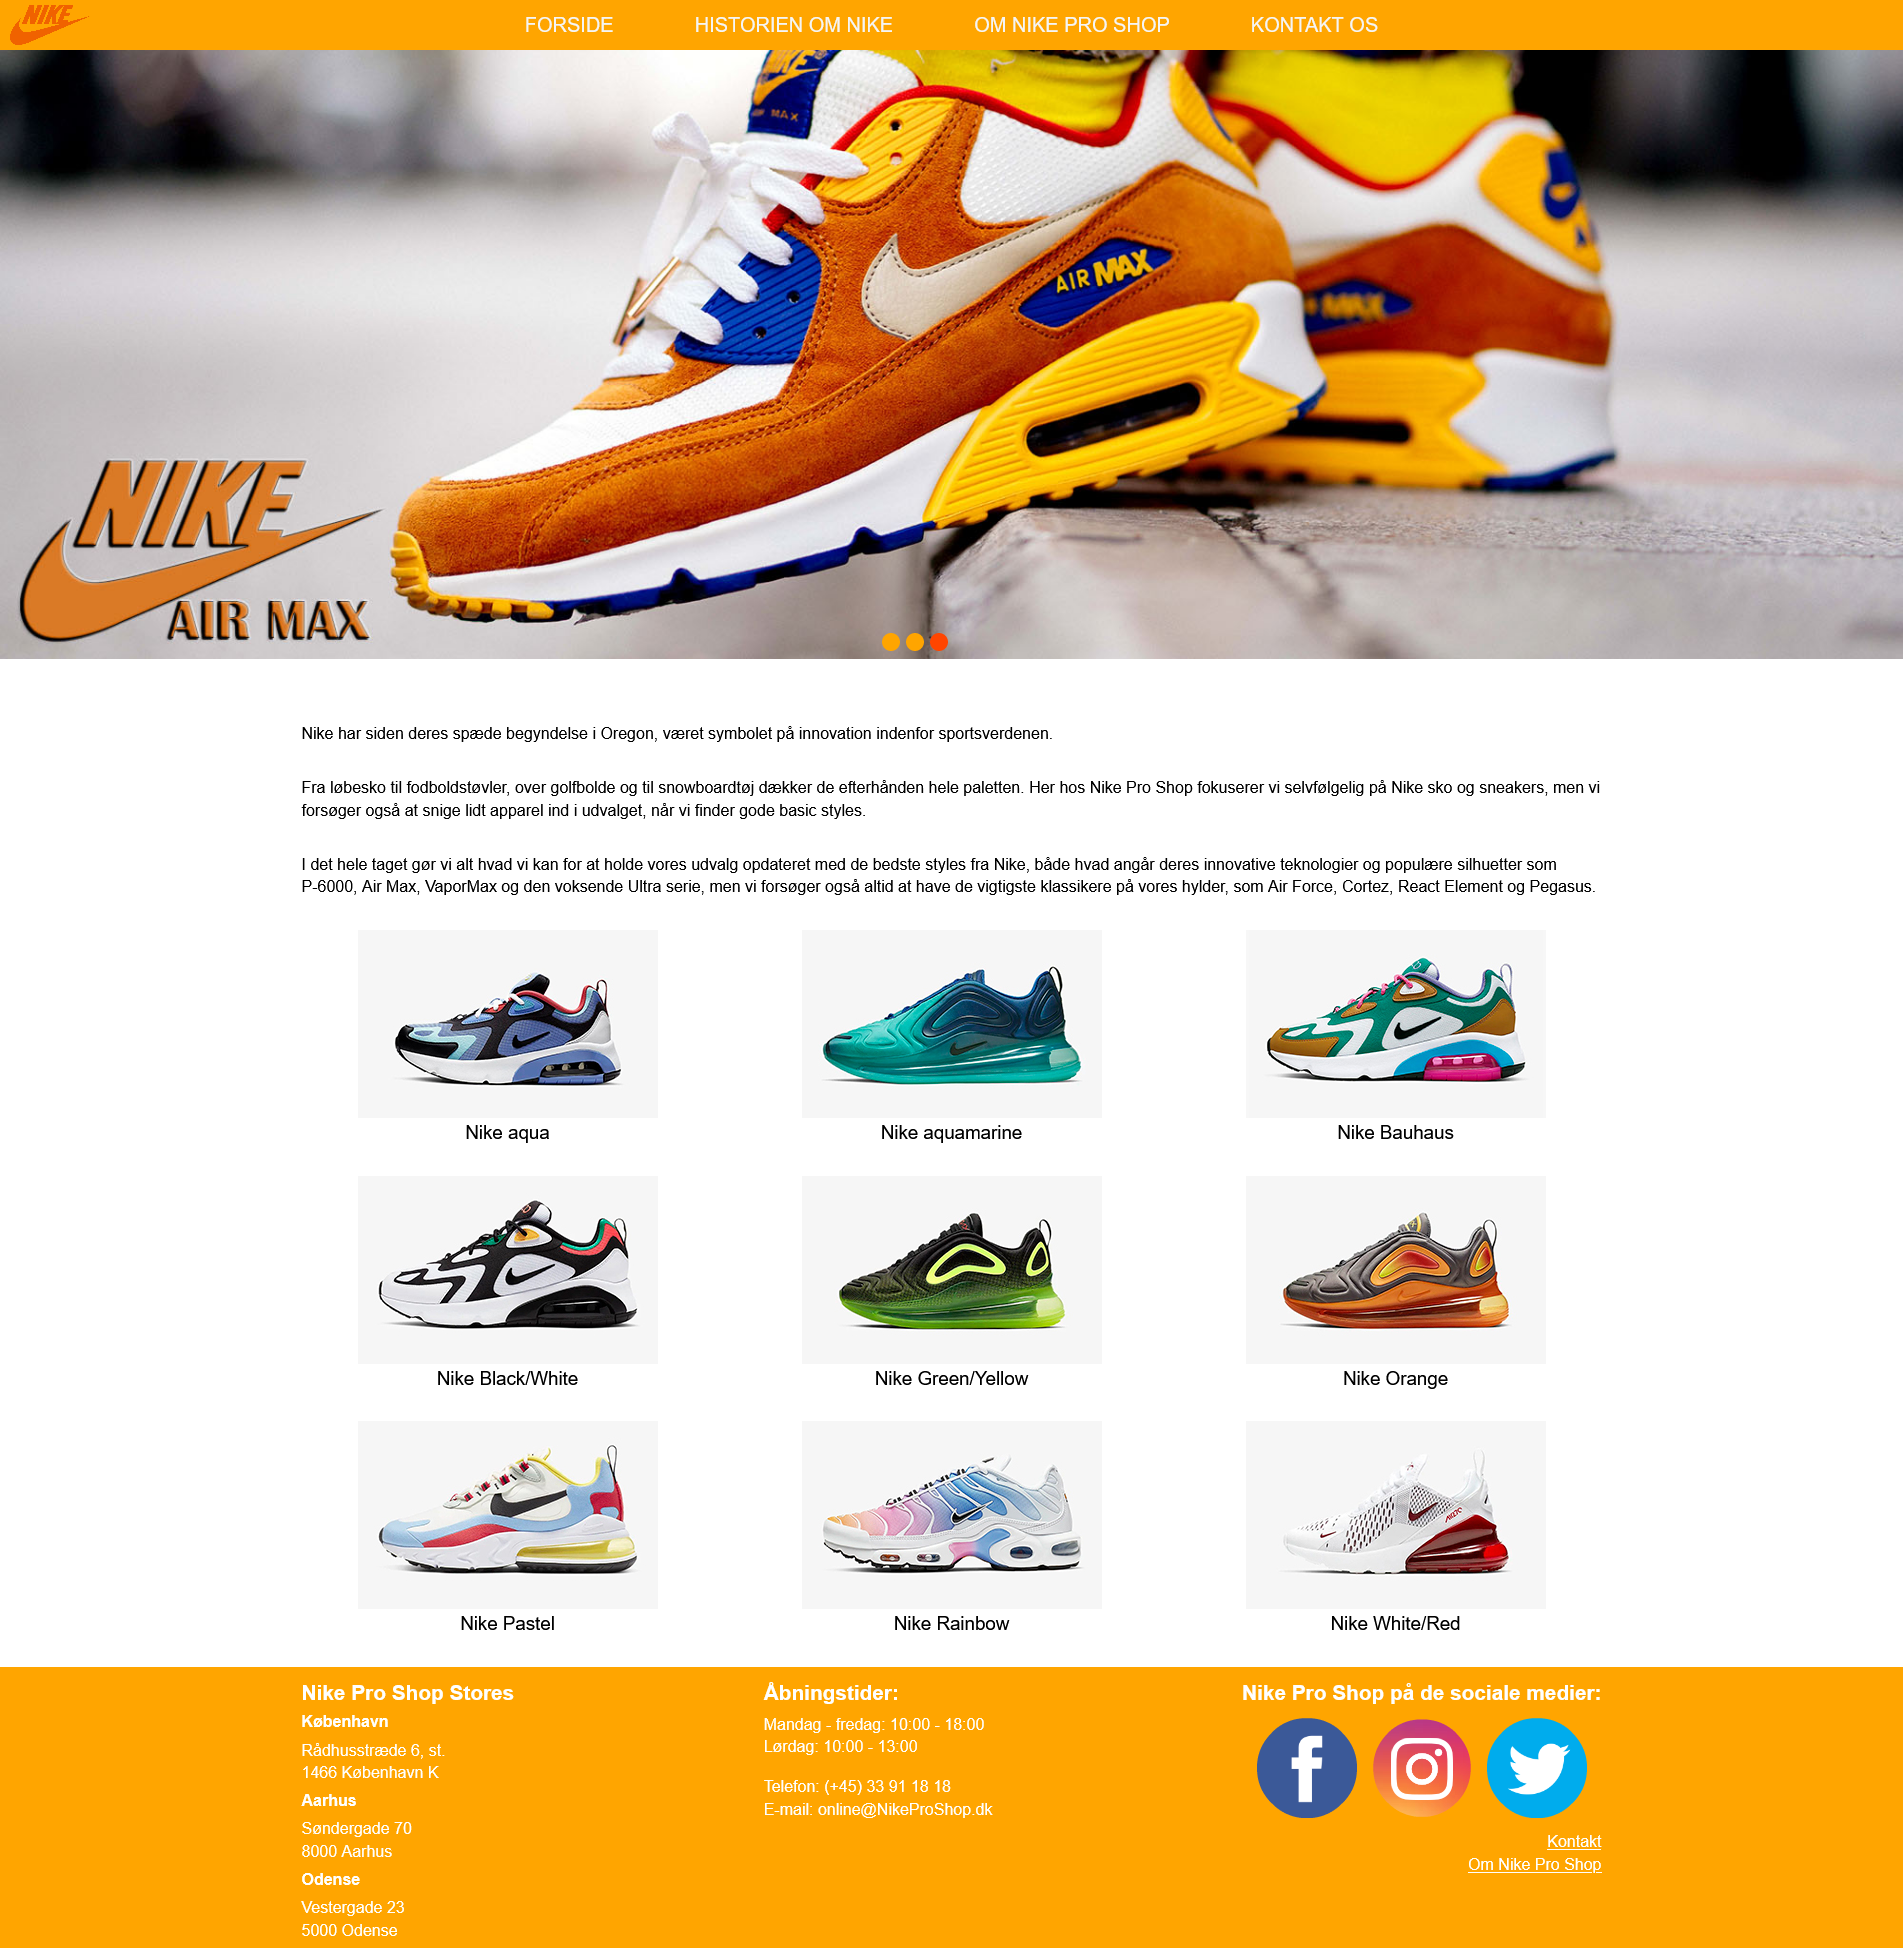 NIKE
FORSIDE
HISTORIEN OM NIKE
OM NIKE PRO SHOP
KONTAKT OS
NIKE
AIR MAX
AIR MAX
MAX
NIKE
AIR MAX
Nike har siden deres spæde begyndelse i Oregon, været symbolet på innovation indenfor sportsverdenen.
Fra løbesko til fodboldstøvler, over golfbolde og til snowboardtøj dækker de efterhånden hele paletten. Her hos Nike Pro Shop fokuserer vi selvfølgelig på Nike sko og sneakers, men vi
forsøger også at snige lidt apparel ind i udvalget, når vi finder gode basic styles.
I det hele taget gør vi alt hvad vi kan for at holde vores udvalg opdateret med de bedste styles fra Nike, både hvad angår deres innovative teknologier og populære silhuetter som
P-6000, Air Max, VaporMax og den voksende Ultra serie, men vi forsøger også altid at have de vigtigste klassikere på vores hylder, som Air Force, Cortez, React Element og Pegasus.
Nike aqua
Nike aquamarine
Nike Bauhaus
Nike Black/White
Nike Green/Yellow
Nike Orange
Nike Pastel
Nike Rainbow
Nike White/Red
Nike Pro Shop Stores
København
Rådhusstræde 6, st.
1466 København K
Aarhus
Søndergade 70
8000 Aarhus
Odense
Vestergade 23
5000 Odense
Åbningstider:
Mandag - fredag: 10:00 - 18:00
Lørdag: 10:00 - 13:00
Telefon: (+45) 33 91 18 18
E-mail: online@NikeProShop.dk
Nike Pro Shop på de sociale medier:
Kontakt
Om Nike Pro Shop